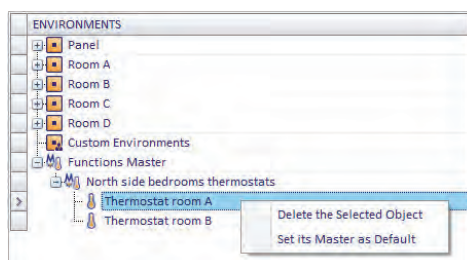 ENVIRONMENTS
Panel
Room A
Room B
Room C
Room D
Custom Environments
Functions Master
North side bedrooms thermostats
Thermostat room A
Thermostat room B
Delete the Selected Object
Set its Master as Default